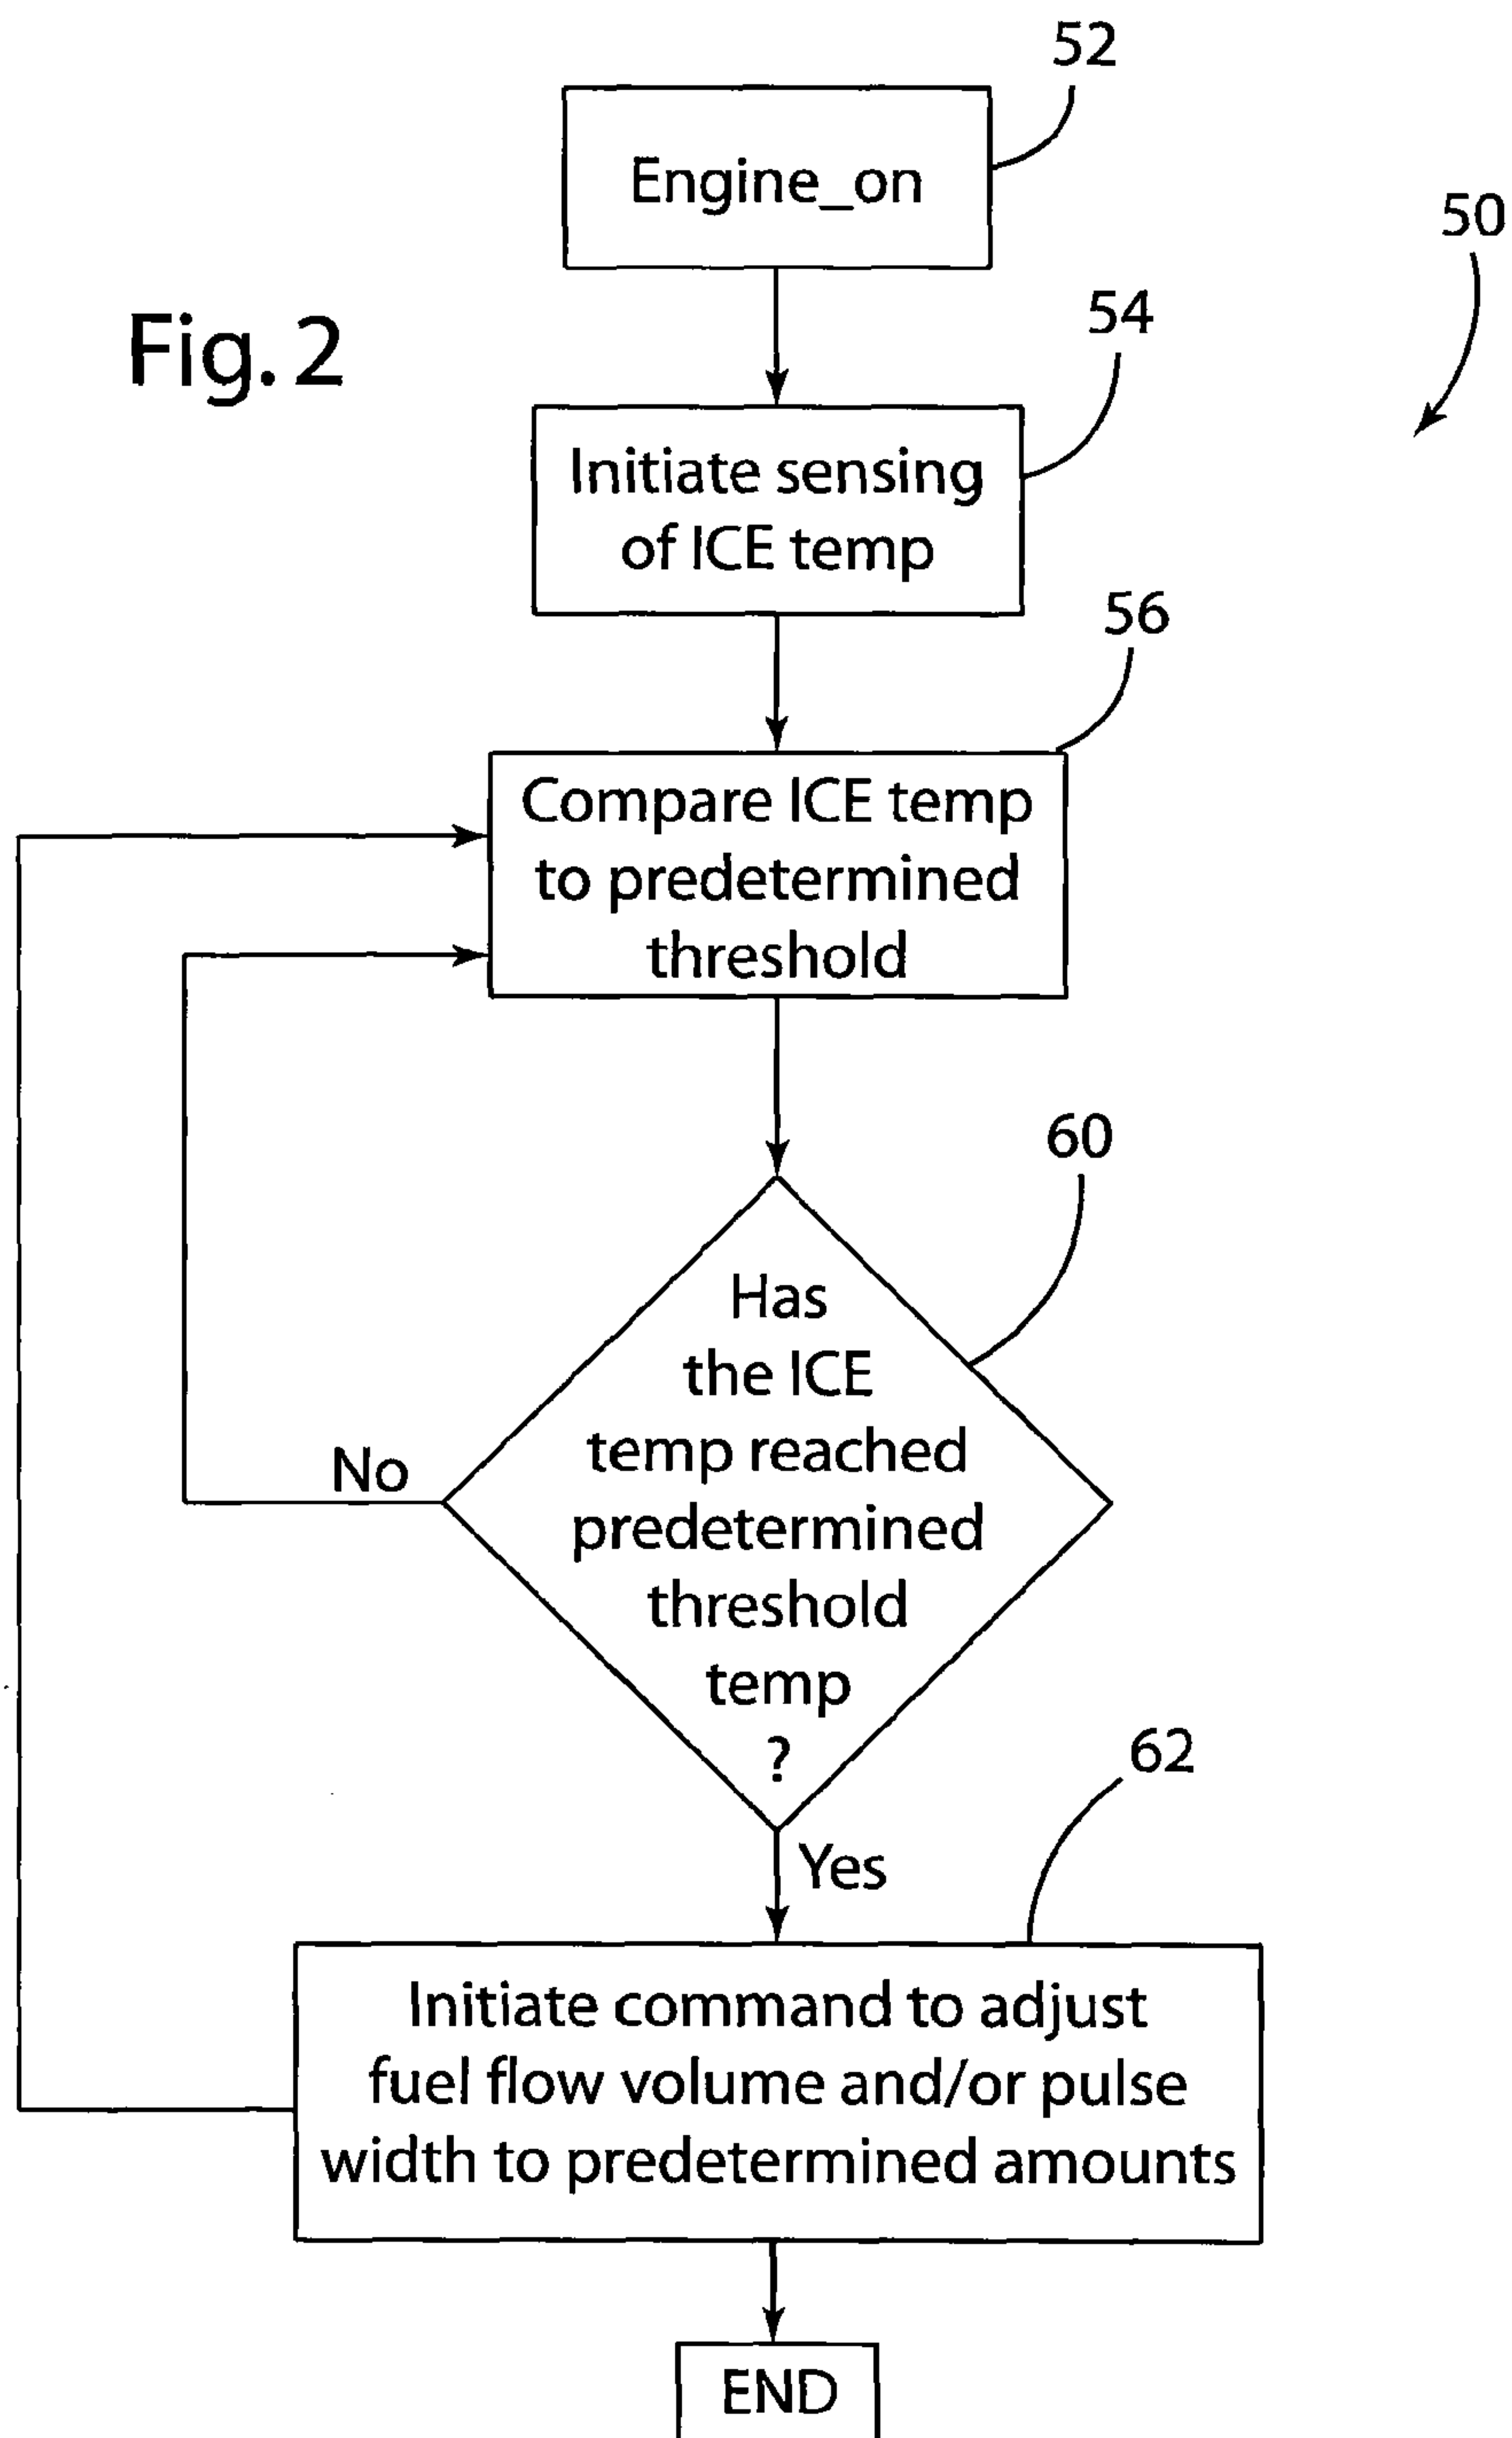 52
Engine_on
50
Fig. 2
54
Initiate sensing
of ICE temp
56
Compare ICE temp
to predetermined
threshold
60
Has
the ICE
temp reached
predetermined
threshold
temp
?
No
62
Yes
Initiate command to adjust
fuel flow volume and/or pulse
width to predetermined amounts
END